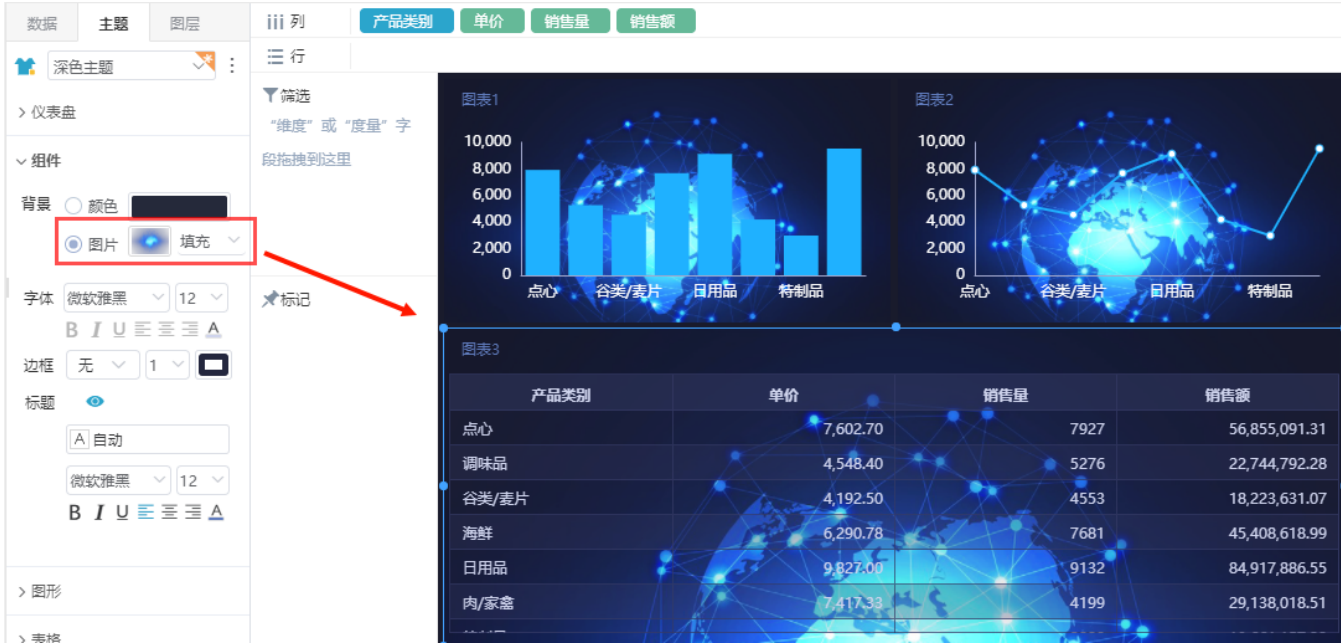 数据 主题 图层
深色主题
仪表盘
组件
背景 颜色
图片 填充
字体 微软雅黑 12
B I U A
边框 无 1
标题
A 自动
微软雅黑 12
B I U A
图形
表格
列 产品类别 单价 销售量 销售额
行
筛选
“维度”或“度量”字
段拖拽到这里
标记
图表1
10,000
8,000
6,000
4,000
2,000
0
点心 谷类/麦片 日用品 特制品
图表2
10,000
8,000
6,000
4,000
2,000
0
点心 谷类/麦片 日用品 特制品
图表3
产品类别 单价 销售量 销售额
点心 7,602.70 7927 56,855,091.31
调味品 4,548.40 5276 22,744,792.28
谷类/麦片 4,192.50 4553 18,223,631.07
海鲜 6,290.78 7681 45,408,618.99
日用品 9,827.00 9132 84,917,886.55
肉/家禽 7,417.33 4199 29,138,018.51